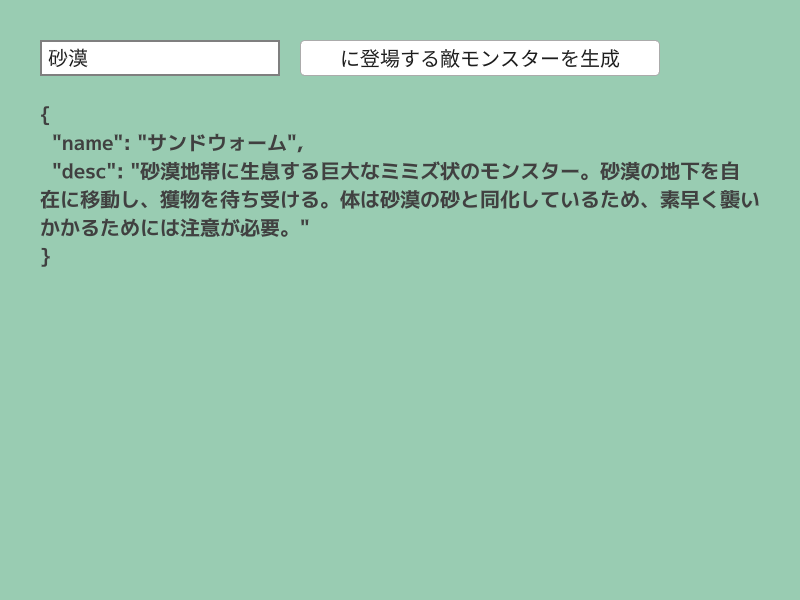 砂漠 に登場する敵モンスターを生成
{
"name": "サンドウォーム",
"desc": "砂漠地帯に生息する巨大なミミズ状のモンスター。砂漠の地下を自
在に移動し、獲物を待ち受ける。体は砂漠の砂と同化しているため、素早く襲い
かかるためには注意が必要。"
}